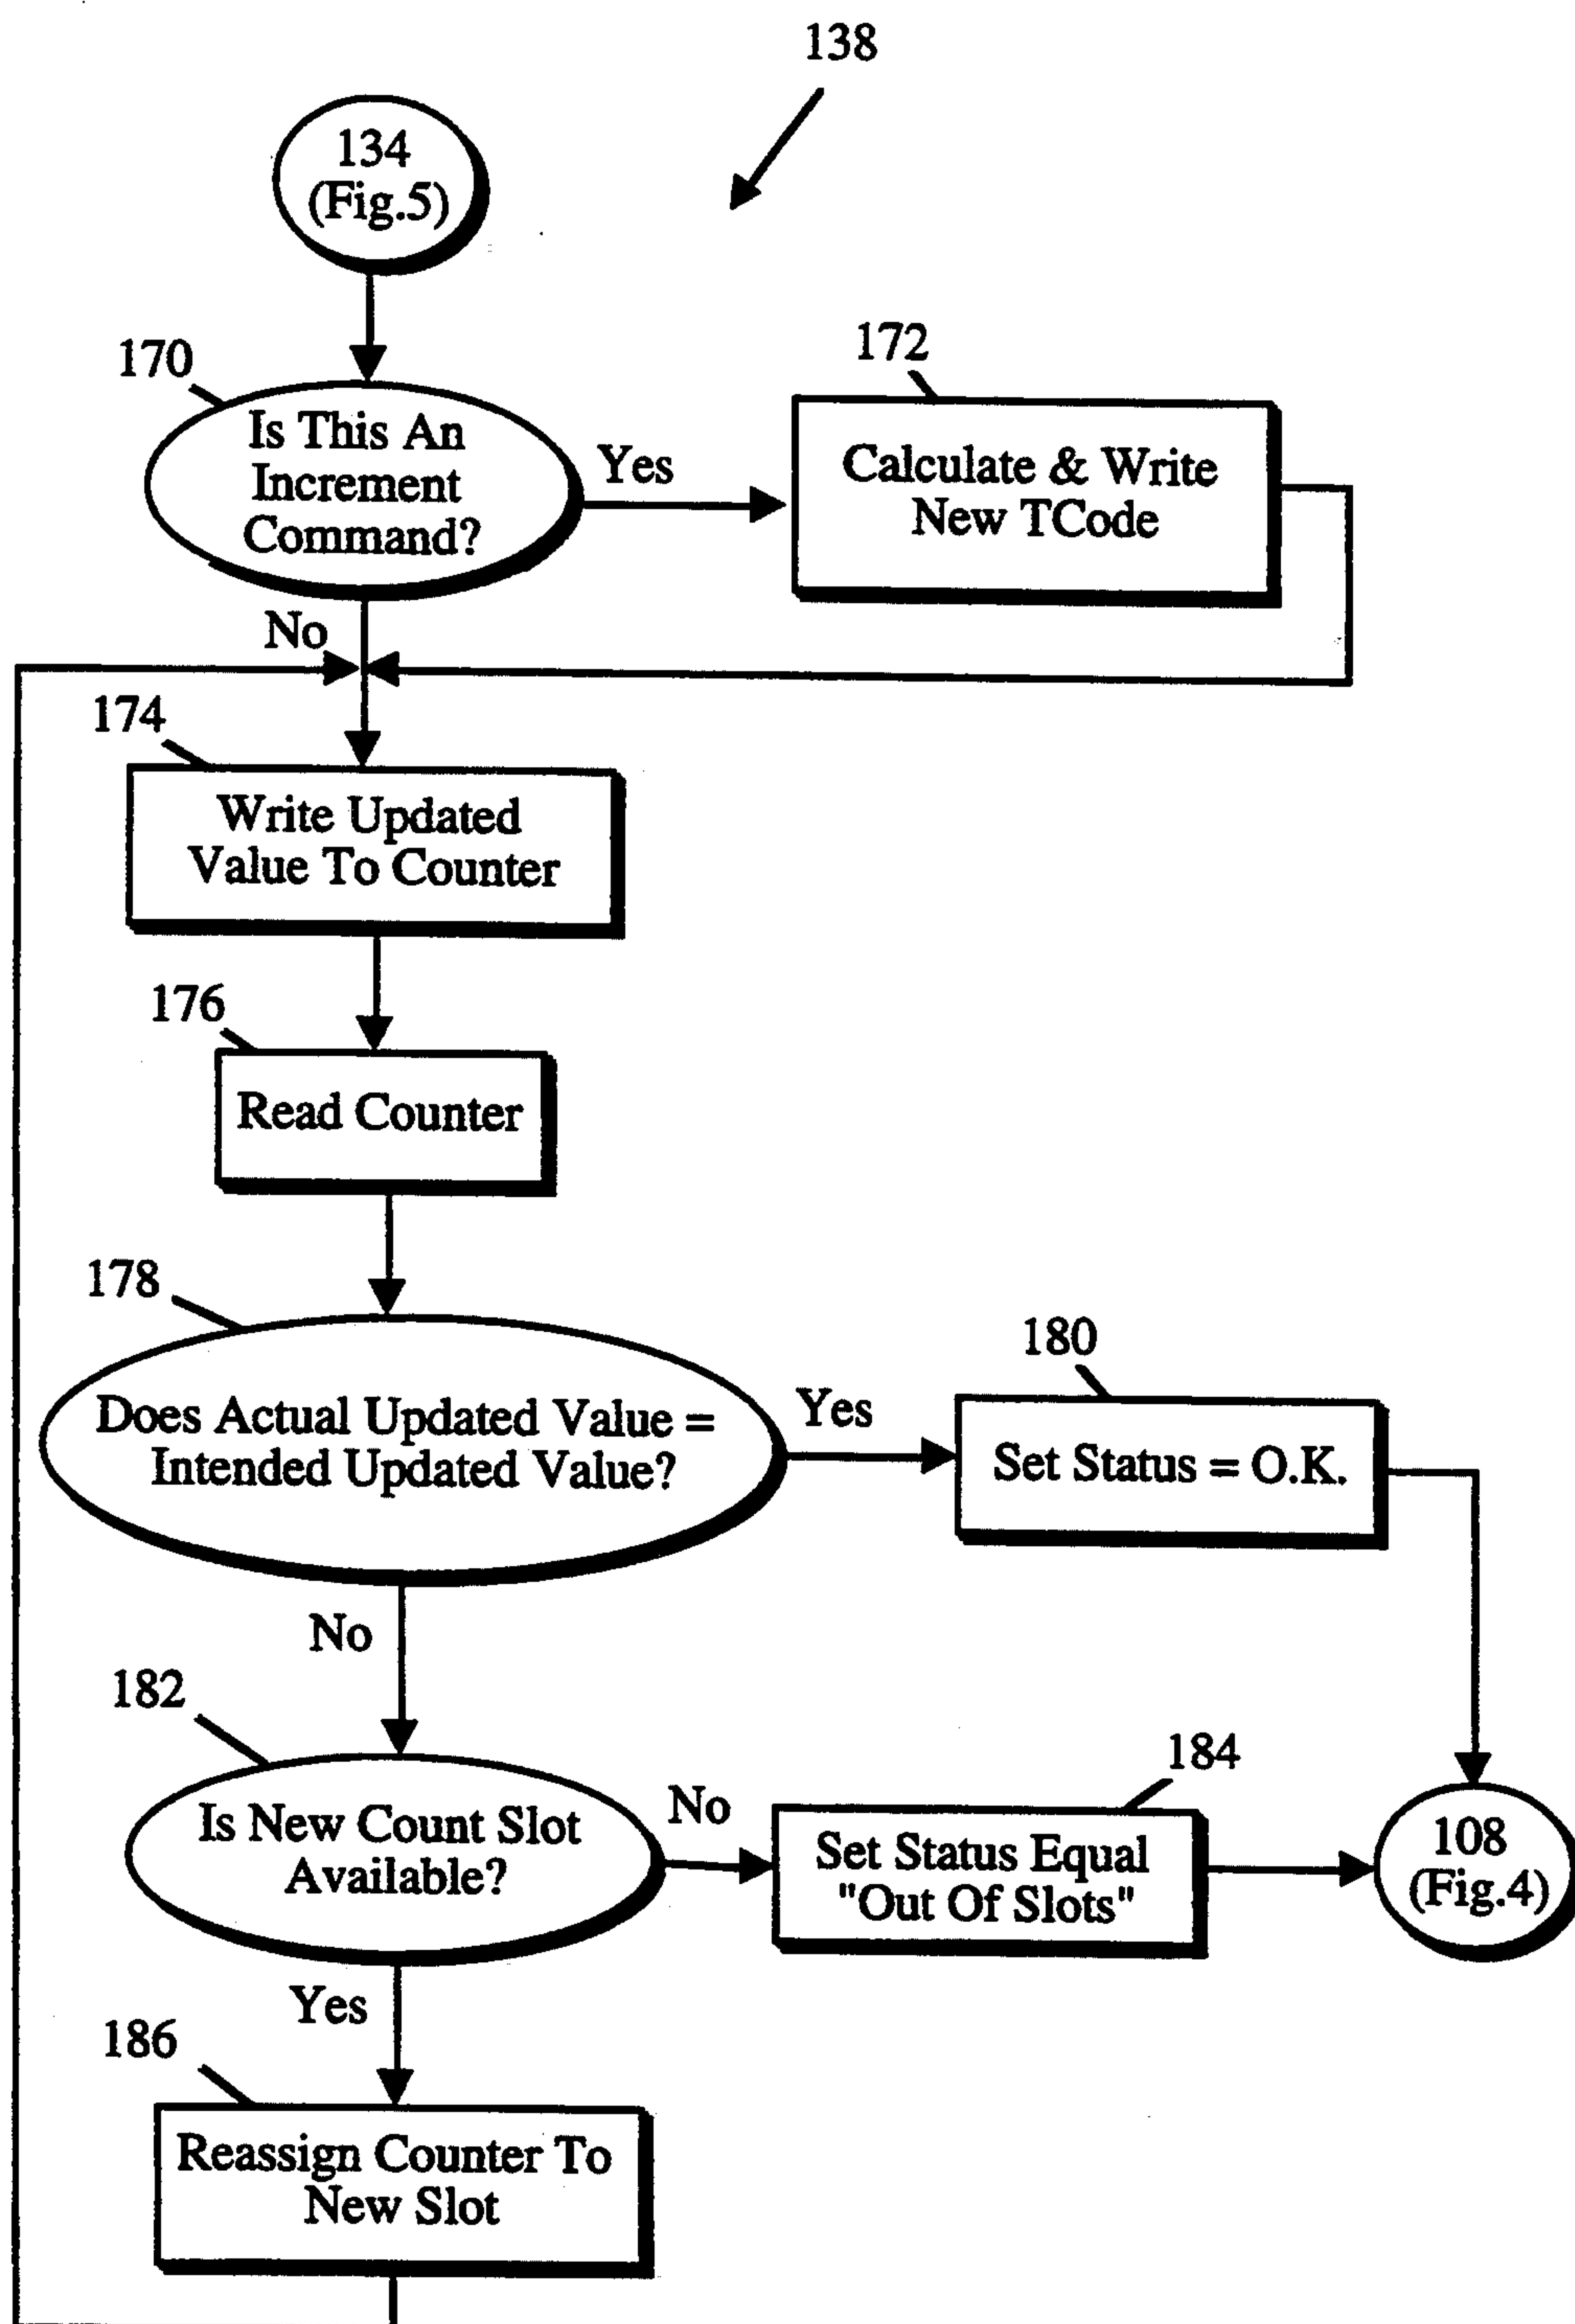 138
134
(Fig.5)
170
Is This An
Increment
Command?
Yes
172
Calculate & Write
New TCode
No
174
Write Updated
Value To Counter
176
Read Counter
178
Does Actual Updated Value =
Intended Updated Value?
Yes
180
Set Status = O.K.
No
182
Is New Count Slot
Available?
No
184
Set Status Equal
"Out Of Slots"
108
(Fig.4)
Yes
186
Reassign Counter To
New Slot